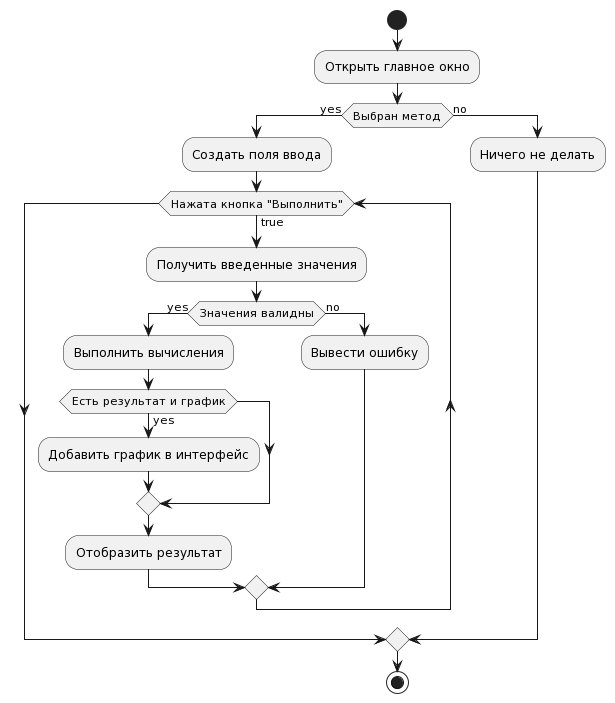 Открыть главное окно
yes
Выбран метод
no
Создать поля ввода
Ничего не делать
Нажата кнопка "Выполнить"
true
Получить введенные значения
yes
Значения валидны
no
Выполнить вычисления
Вывести ошибку
Есть результат и график
yes
Добавить график в интерфейс
Отобразить результат